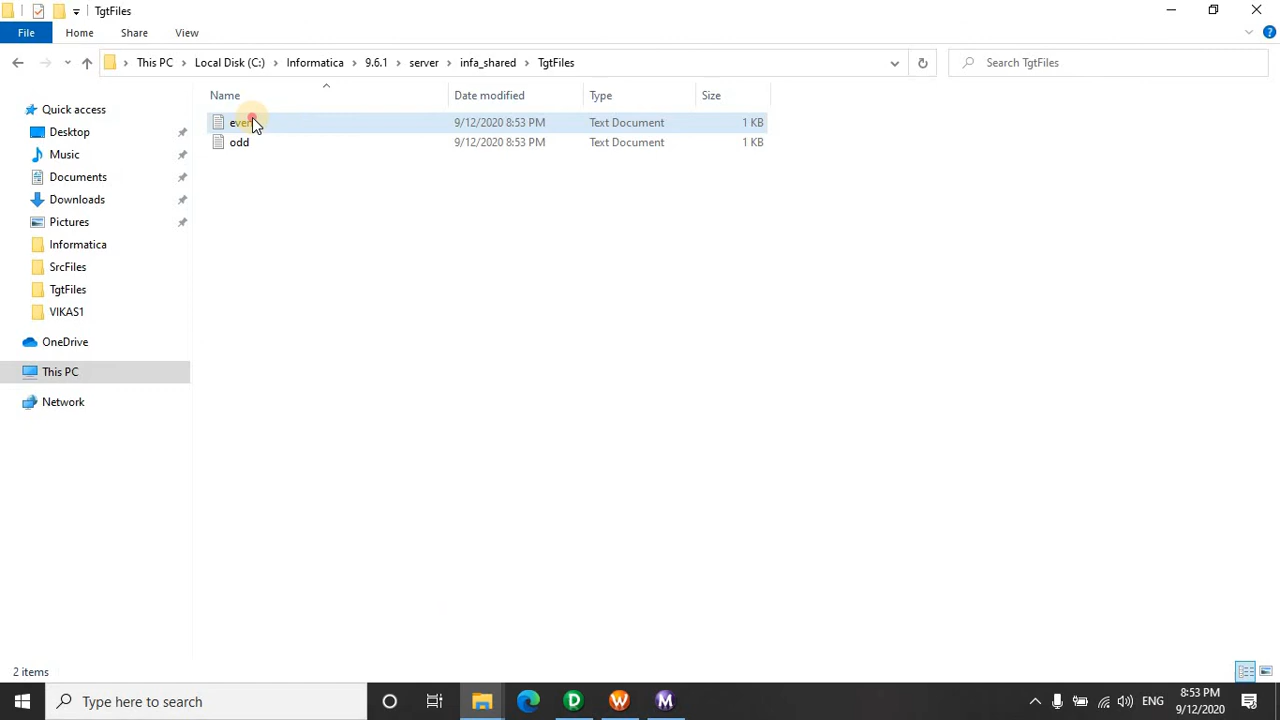 TgtFiles
File Home Share View
This PC Local Disk (C:) Informatica 9.6.1 server infa_shared TgtFiles Search TgtFiles
Name Date modified Type Size
Quick access
Desktop
Music
Documents
Downloads
Pictures
Informatica
SrcFiles
TgtFiles
VIKAS1
OneDrive
This PC
Network
even 9/12/2020 8:53 PM Text Document 1 KB
odd 9/12/2020 8:53 PM Text Document 1 KB
2 items
Type here to search
D W M
ENG
8:53 PM
9/12/2020